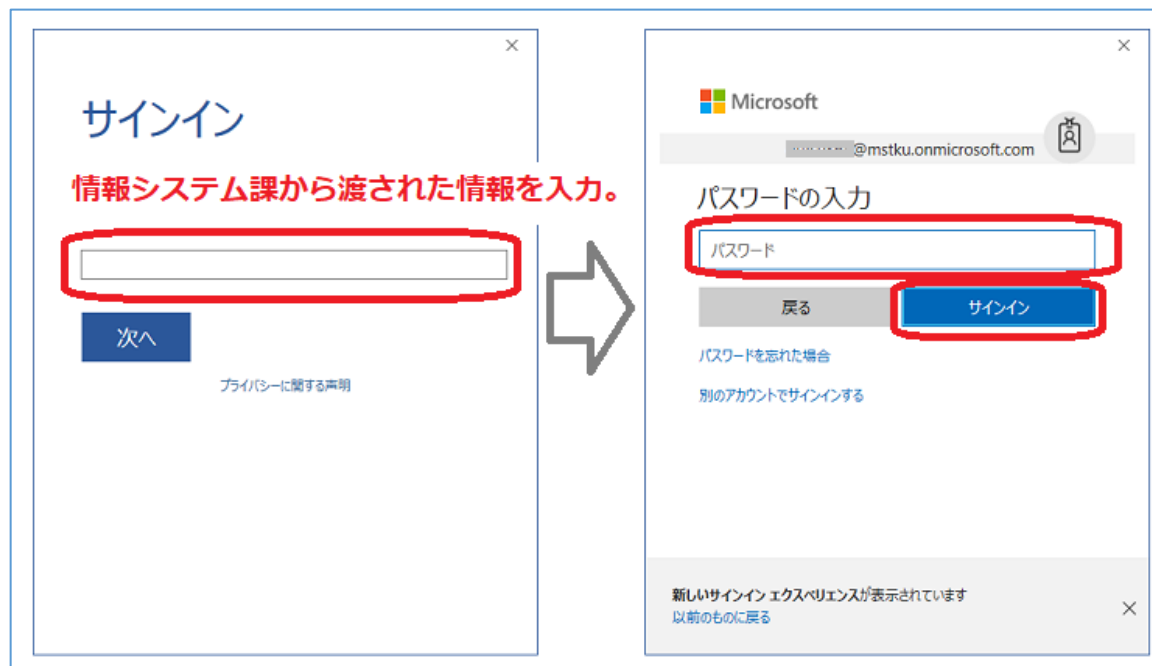 サインイン
情報システム課から渡された情報を入力。
次へ
プライバシーに関する声明
Microsoft
@mstku.onmicrosoft.com
パスワードの入力
パスワード
戻る
サインイン
パスワードを忘れた場合
別のアカウントでサインインする
新しいサインイン エクスペリエンスが表示されています
以前のものに戻る